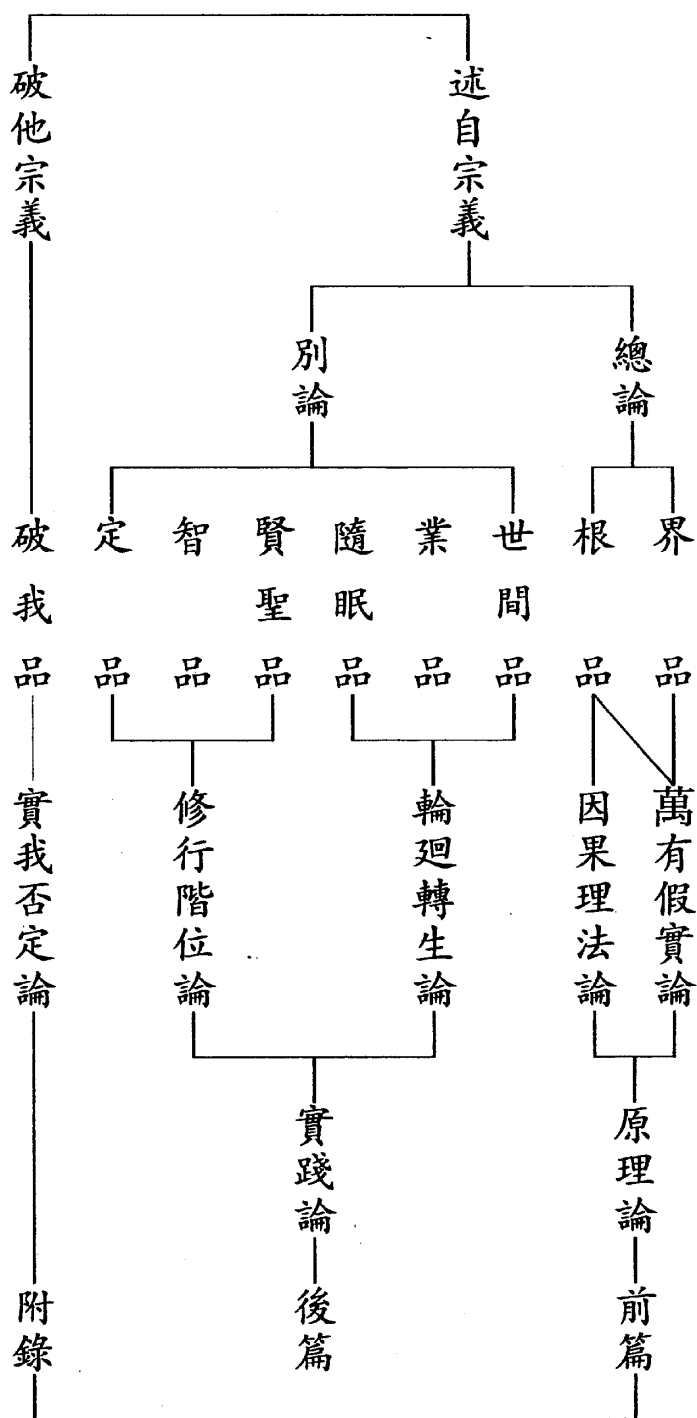 述自宗義
破他宗義
總論
別論
界品
根品
世間品
業品
隨眠品
賢聖品
智品
定品
破我品
萬有假實論
因果理法論
輪廻轉生論
修行階位論
實我否定論
原理論
實踐論
前篇
後篇
附錄